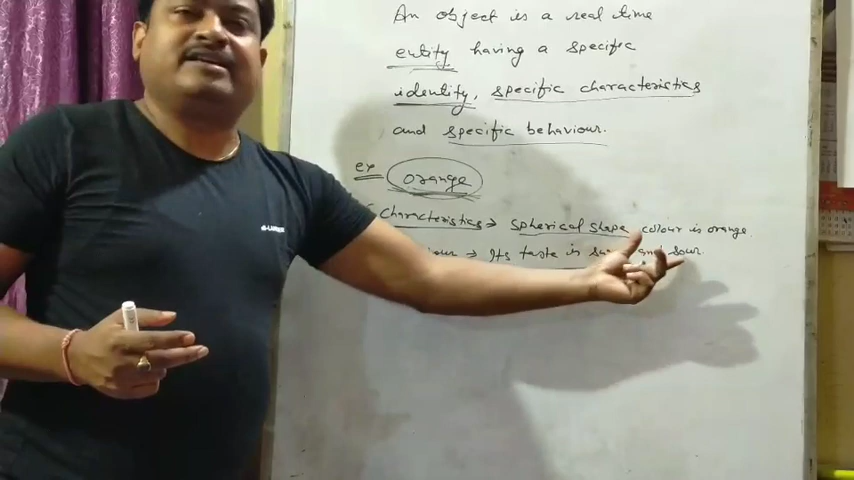 An object is a real time
entity having a specific
identity, specific characteristics
and specific behaviour.
ex
orange
Characteristics → Spherical shape colour is orange.
→ Its taste is and sour.